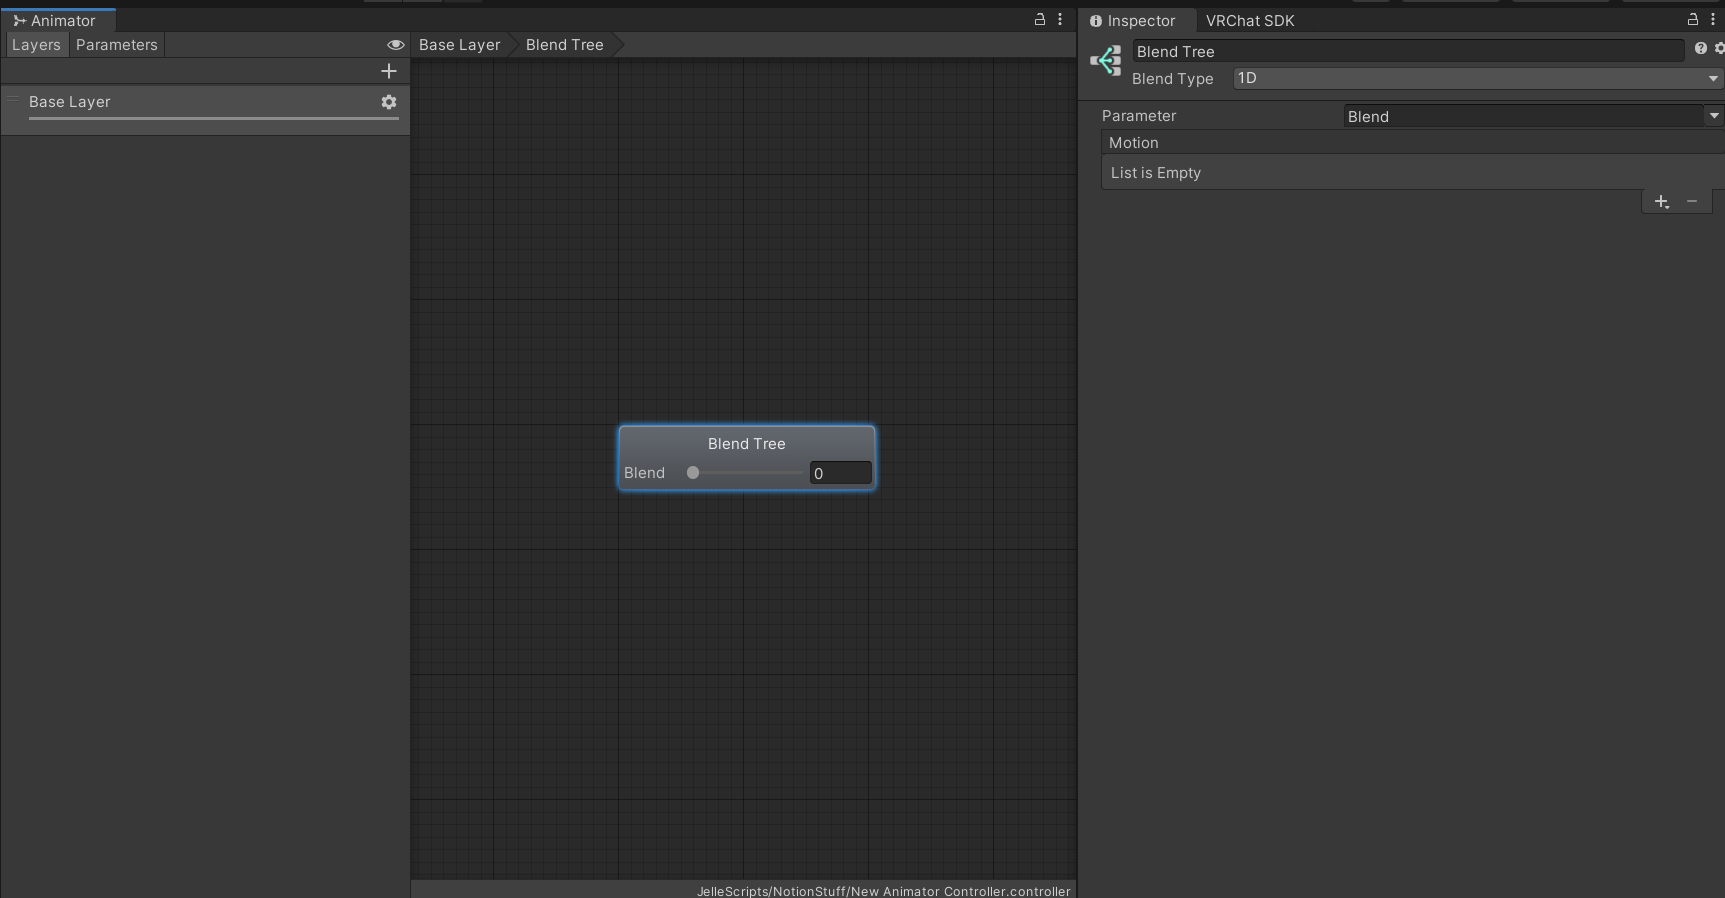 Animator
Layers Parameters
Base Layer
Base Layer Blend Tree
Blend Tree
Blend 0
JelleScripts/NotionStuff/New Animator Controller.controller
Inspector VRChat SDK
Blend Tree
Blend Type 1D
Parameter Blend
Motion
List is Empty